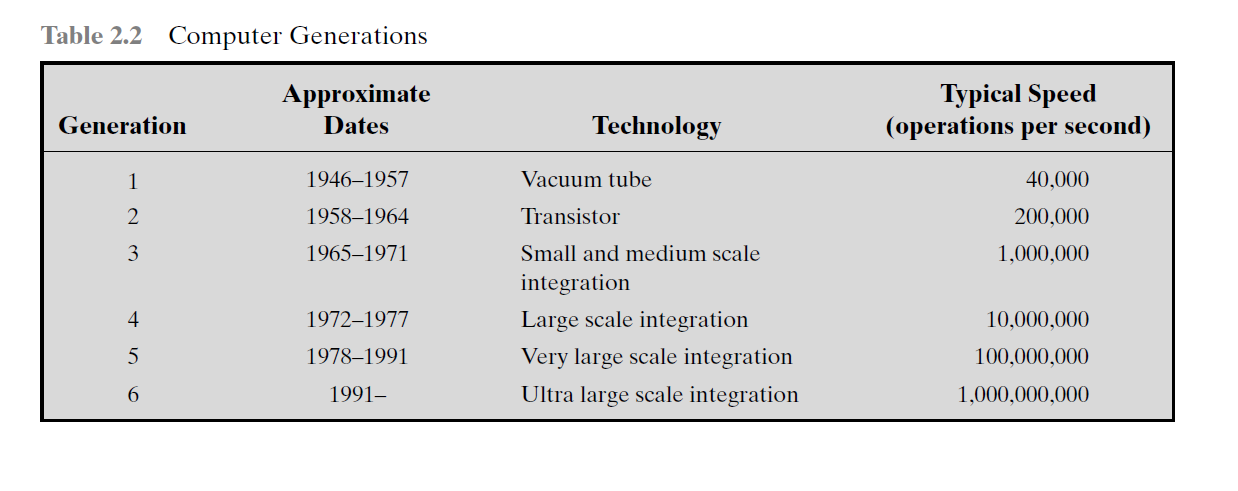 Table 2.2 Computer Generations
Approximate Typical Speed
Generation Dates Technology (operations per second)
1 1946–1957 Vacuum tube 40,000
2 1958–1964 Transistor 200,000
3 1965–1971 Small and medium scale 1,000,000
integration
4 1972–1977 Large scale integration 10,000,000
5 1978–1991 Very large scale integration 100,000,000
6 1991– Ultra large scale integration 1,000,000,000